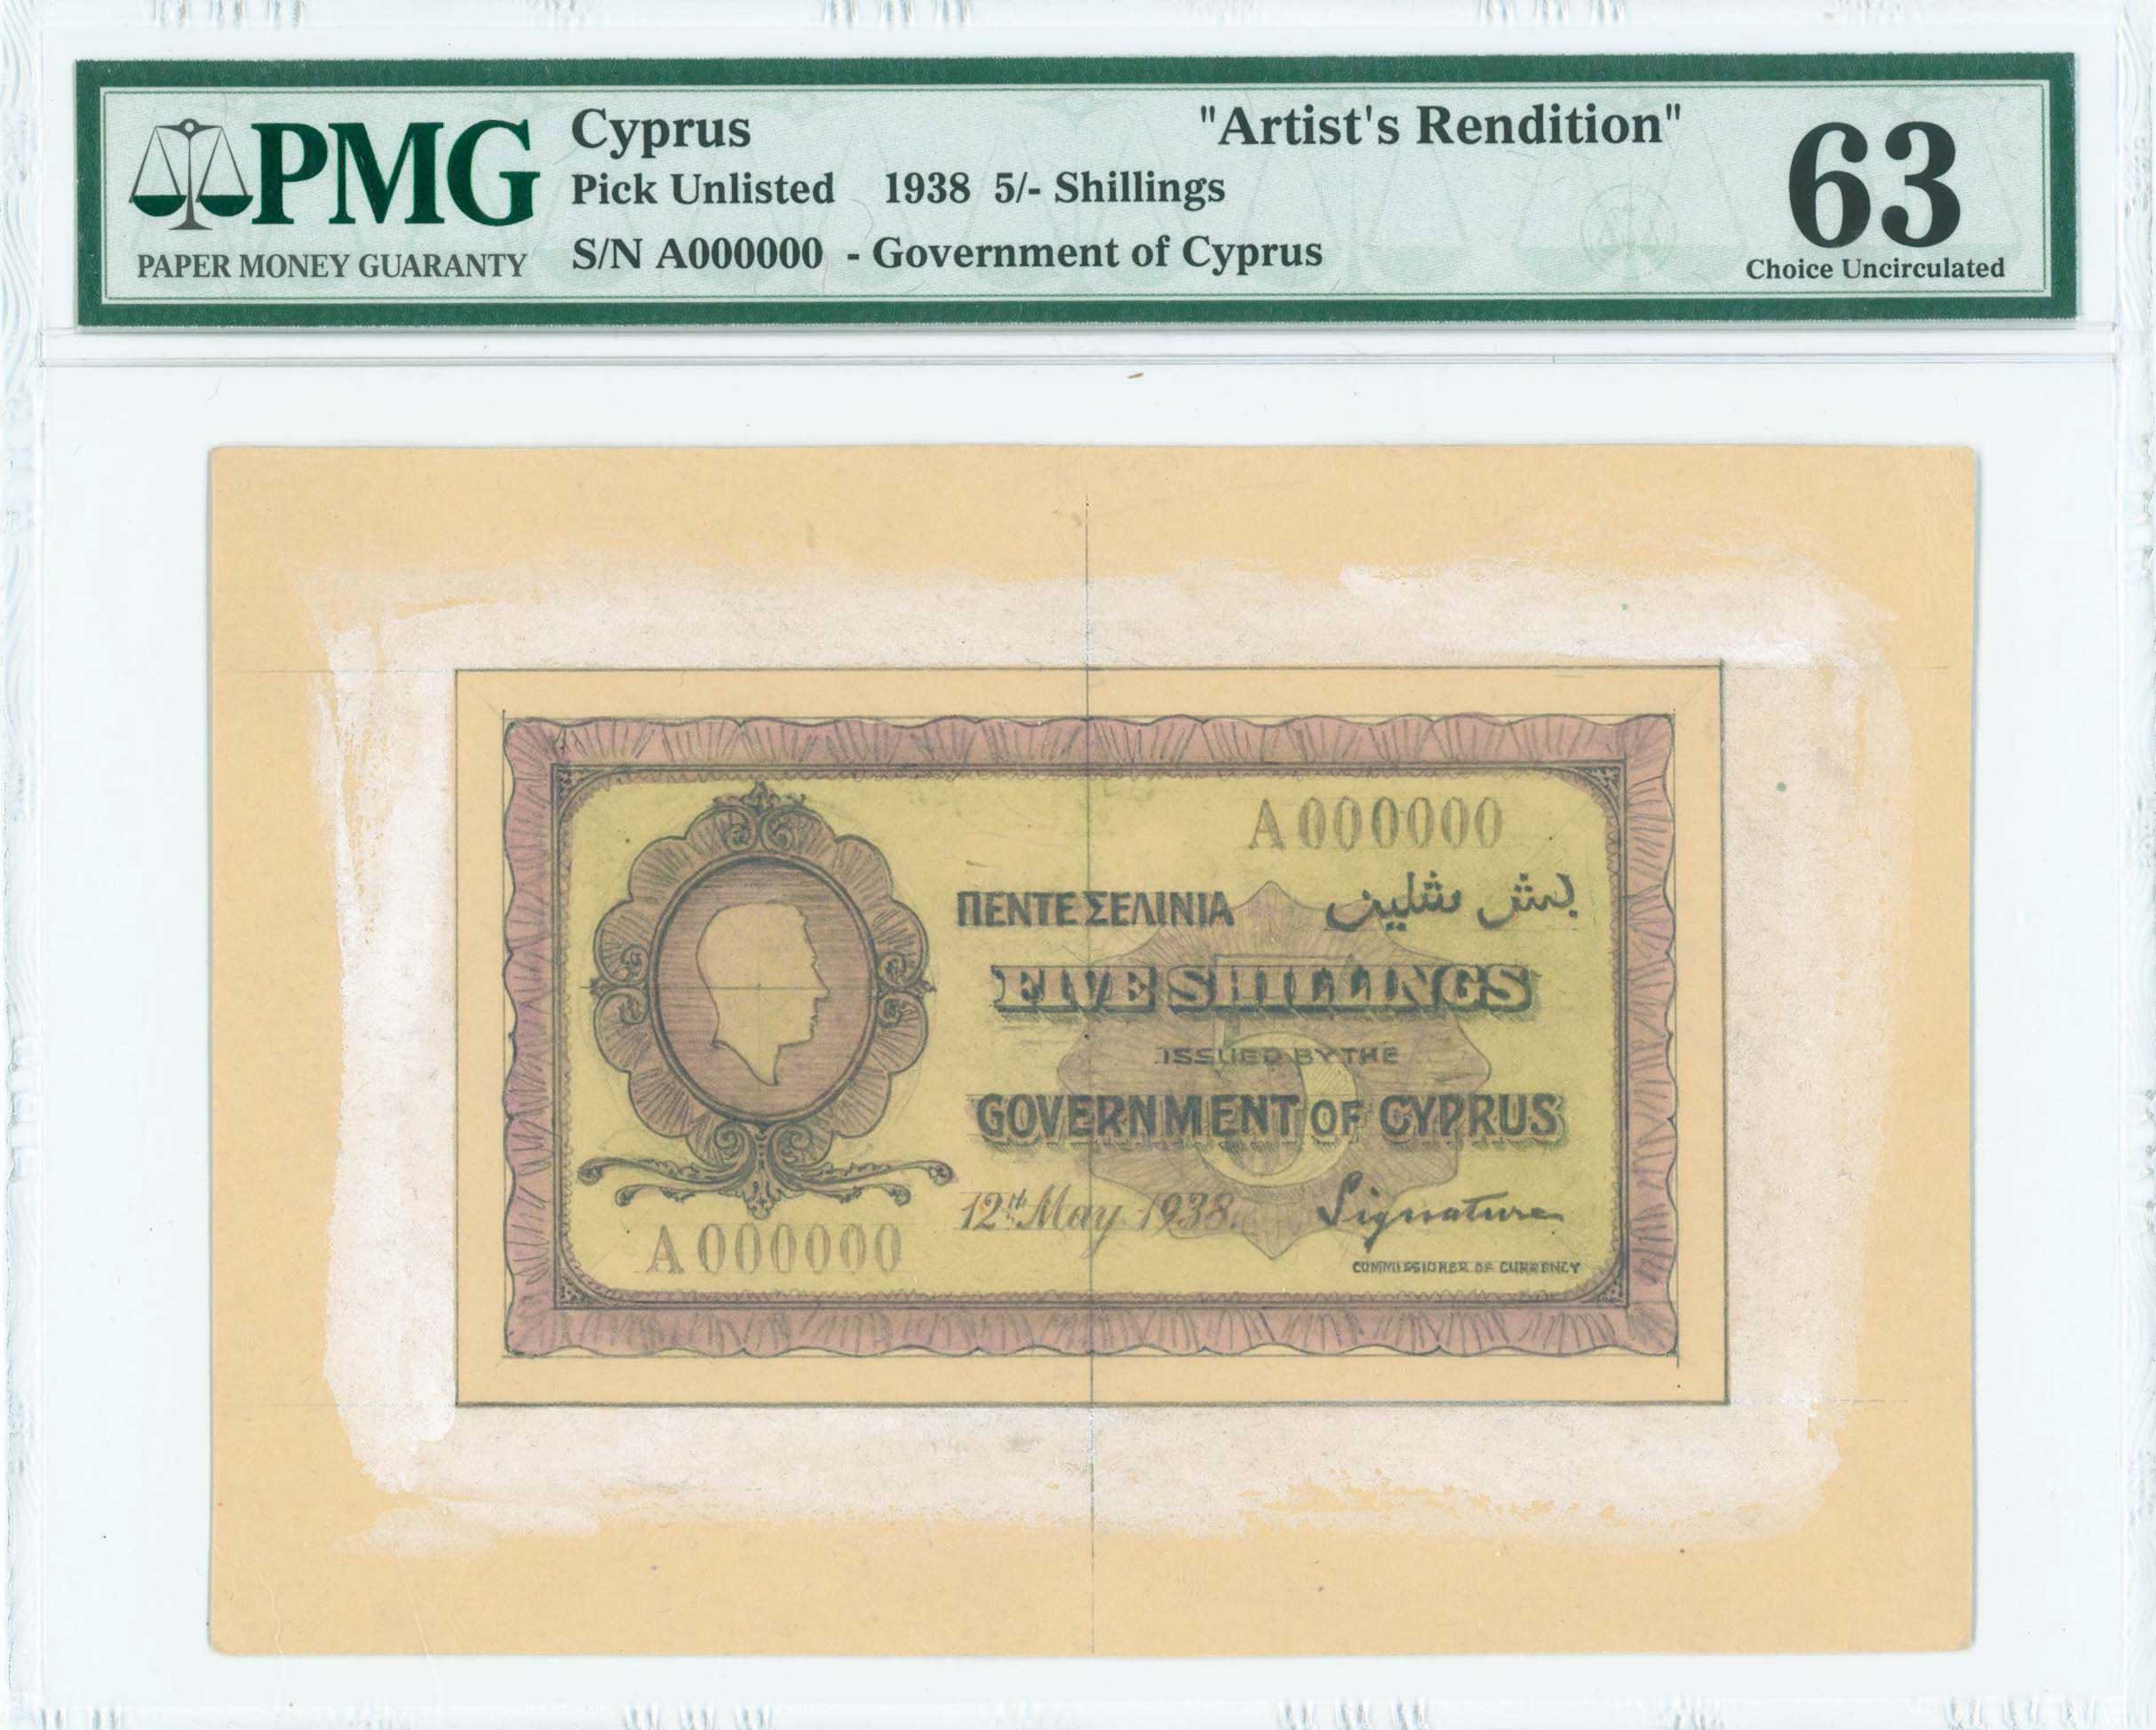 PMG
PAPER MONEY GUARANTY
Cyprus "Artist's Rendition"
Pick Unlisted 1938 5/- Shillings
S/N A000000 - Government of Cyprus
63
Choice Uncirculated
A000000
ΠΕΝΤΕ ΣΕΛΙΝΙΑ بش شلين
FIVE SHILLINGS
ISSUED BY THE
GOVERNMENT OF CYPRUS
5
12th May 1938. Signature
COMMISSIONER OF CURRENCY
A000000